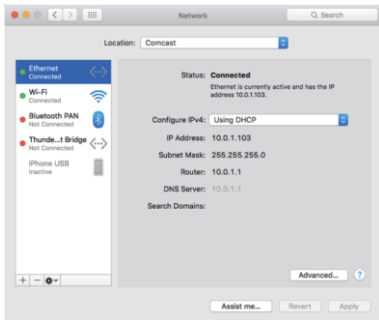 Network
Search
Location: Comcast
Ethernet
Connected
Wi-Fi
Connected
Bluetooth PAN
Not Connected
Thunde...t Bridge
Not Connected
iPhone USB
Inactive
Status: Connected
Ethernet is currently active and has the IP
address 10.0.1.103.
Configure IPv4: Using DHCP
IP Address: 10.0.1.103
Subnet Mask: 255.255.255.0
Router: 10.0.1.1
DNS Server: 10.0.1.1
Search Domains:
Advanced... ?
Assist me... Revert Apply